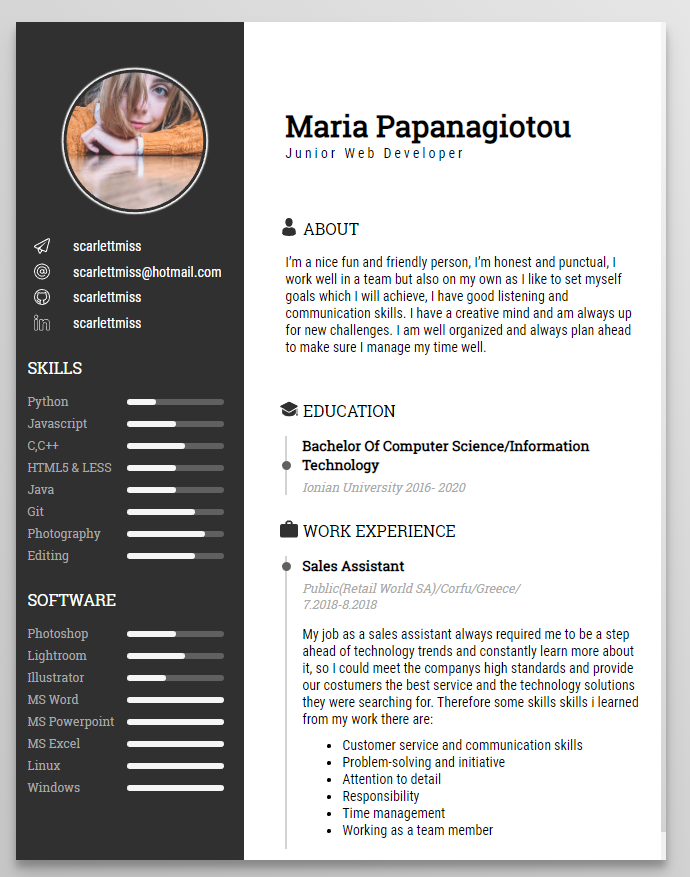 scarlettmiss
scarlettmiss@hotmail.com
scarlettmiss
scarlettmiss
SKILLS
Python
Javascript
C,C++
HTML5 & LESS
Java
Git
Photography
Editing
SOFTWARE
Photoshop
Lightroom
Illustrator
MS Word
MS Powerpoint
MS Excel
Linux
Windows
Maria Papanagiotou
Junior Web Developer
ABOUT
I'm a nice fun and friendly person, I'm honest and punctual, I
work well in a team but also on my own as I like to set myself
goals which I will achieve, I have good listening and
communication skills. I have a creative mind and am always up
for new challenges. I am well organized and always plan ahead
to make sure I manage my time well.
EDUCATION
Bachelor Of Computer Science/Information
Technology
Ionian University 2016- 2020
WORK EXPERIENCE
Sales Assistant
Public(Retail World SA)/Corfu/Greece/
7.2018-8.2018
My job as a sales assistant always required me to be a step
ahead of technology trends and constantly learn more about
it, so I could meet the companys high standards and provide
our costumers the best service and the technology solutions
they were searching for. Therefore some skills skills i learned
from my work there are:
• Customer service and communication skills
• Problem-solving and initiative
• Attention to detail
• Responsibility
• Time management
• Working as a team member